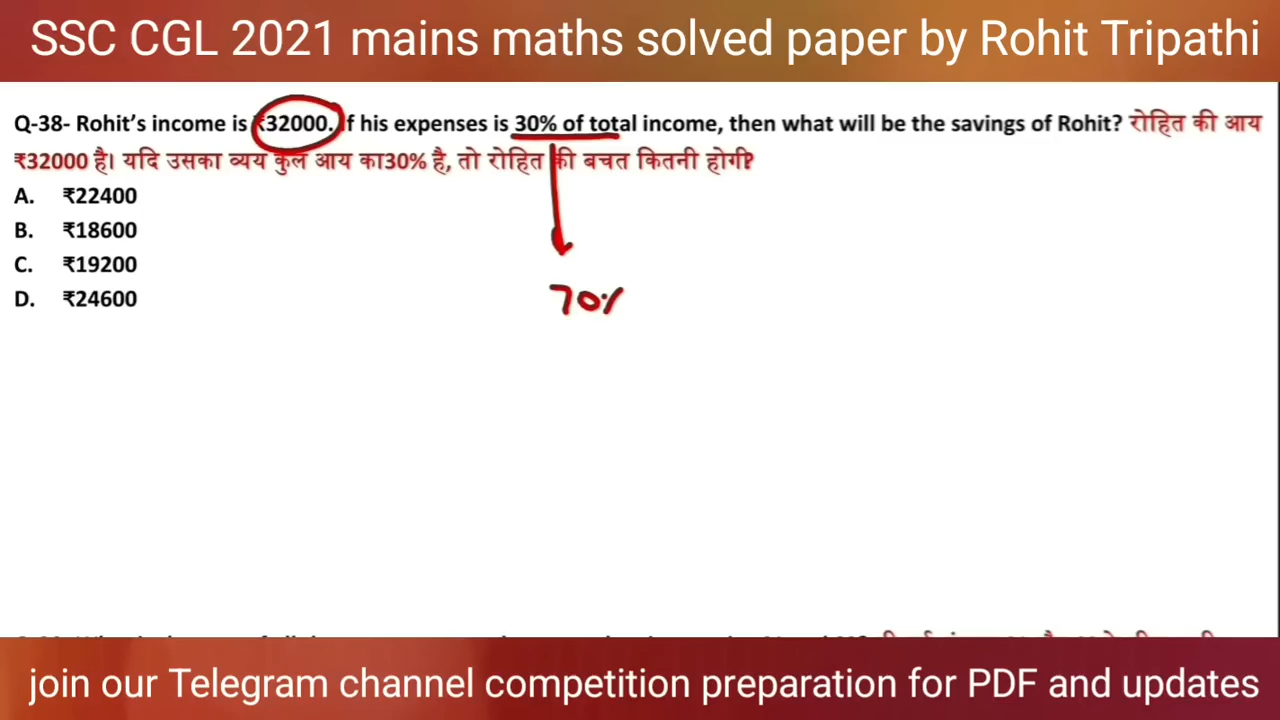 SSC CGL 2021 mains maths solved paper by Rohit Tripathi
Q-38- Rohit's income is ₹32000. If his expenses is 30% of total income, then what will be the savings of Rohit? रोहित की आय
₹32000 है। यदि उसका व्यय कुल आय का30% है, तो रोहित की बचत कितनी होगी?
A. ₹22400
B. ₹18600
C. ₹19200
D. ₹24600
70%
join our Telegram channel competition preparation for PDF and updates